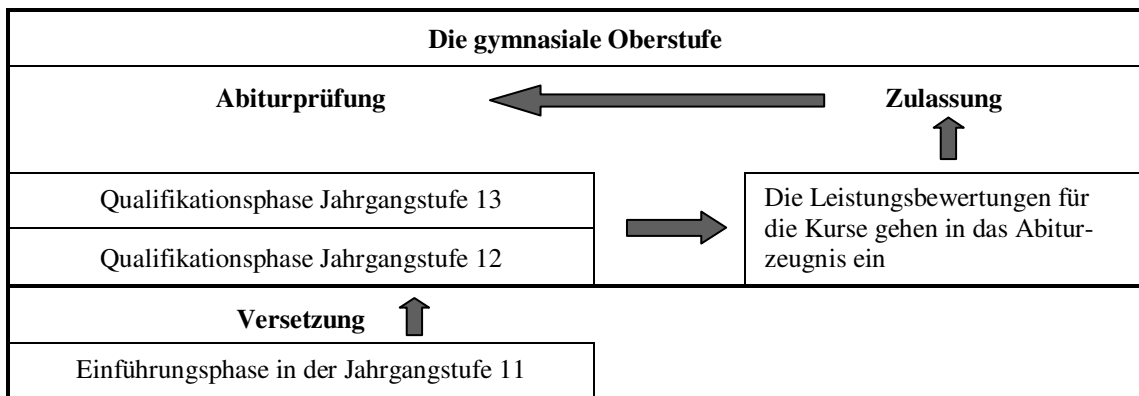 Die gymnasiale Oberstufe
Abiturprüfung
Zulassung
Qualifikationsphase Jahrgangstufe 13
Qualifikationsphase Jahrgangstufe 12
Die Leistungsbewertungen für
die Kurse gehen in das Abitur-
zeugnis ein
Versetzung
Einführungsphase in der Jahrgangstufe 11